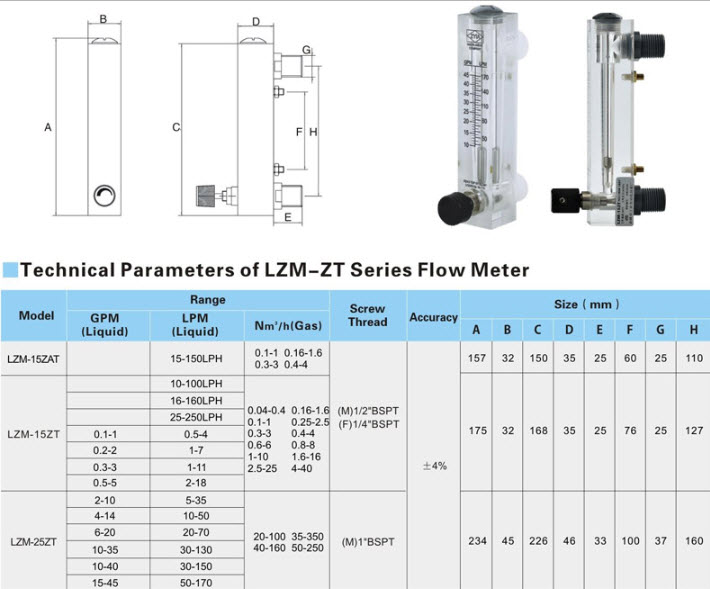 B
D
G
A
C
F
H
E
Technical Parameters of LZM-ZT Series Flow Meter
Model Range Screw Thread Accuracy Size ( mm )
GPM (Liquid) LPM (Liquid) Nm³/h(Gas) A B C D E F G H
LZM-15ZAT 15-150LPH 0.1-1 0.16-1.6 157 32 150 35 25 60 25 110
0.3-3 0.4-4
LZM-15ZT 175 32 168 35 25 76 25 127
10-100LPH
16-160LPH
25-250LPH
0.1-1 0.5-4
0.2-2 1-7
0.3-3 1-11
0.5-5 2-18
0.04-0.4 0.16-1.6
0.1-1 0.25-2.5
0.3-3 0.4-4
0.6-6 0.8-8
1-10 1.6-16
2.5-25 4-40
(M)1/2"BSPT
(F)1/4"BSPT
±4%
LZM-25ZT 234 45 226 46 33 100 37 160
2-10 5-35
4-14 10-50
6-20 20-70
10-35 30-130
10-40 30-150
15-45 50-170
20-100 35-350
40-160 50-250
(M)1"BSPT